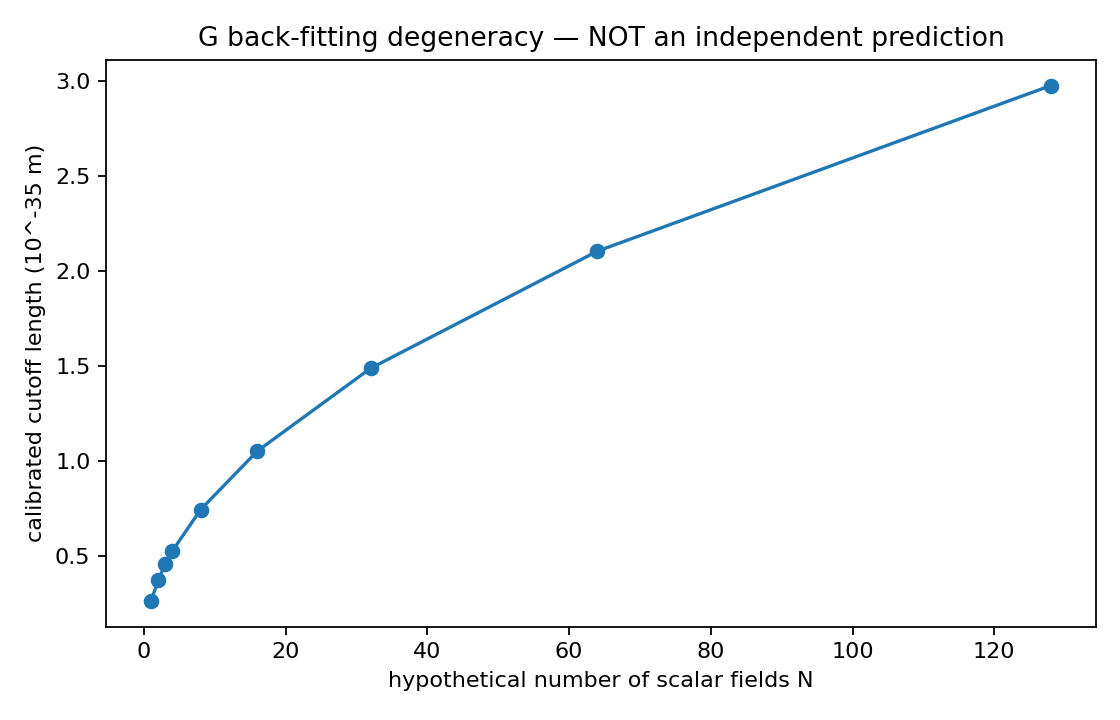 G back-fitting degeneracy — NOT an independent prediction
calibrated cutoff length (10^-35 m)
3.0
2.5
2.0
1.5
1.0
0.5
0 20 40 60 80 100 120
hypothetical number of scalar fields N